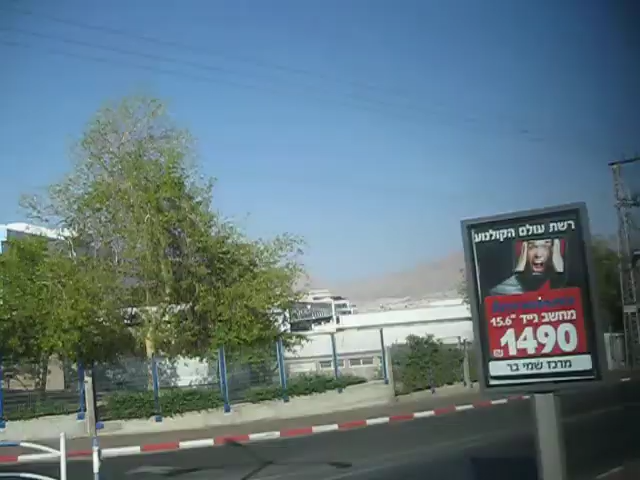 רשת עולם הקולנוע
מחשב נייד "15.6
1490 ₪
מרכז שמי בר